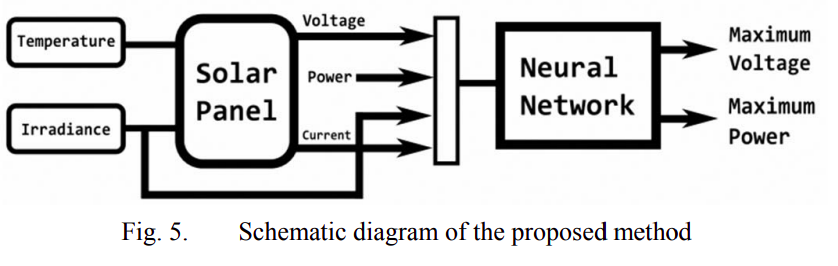 Temperature
Irradiance
Solar
Panel
Voltage
Power
Current
Neural
Network
Maximum
Voltage
Maximum
Power
Fig. 5. Schematic diagram of the proposed method